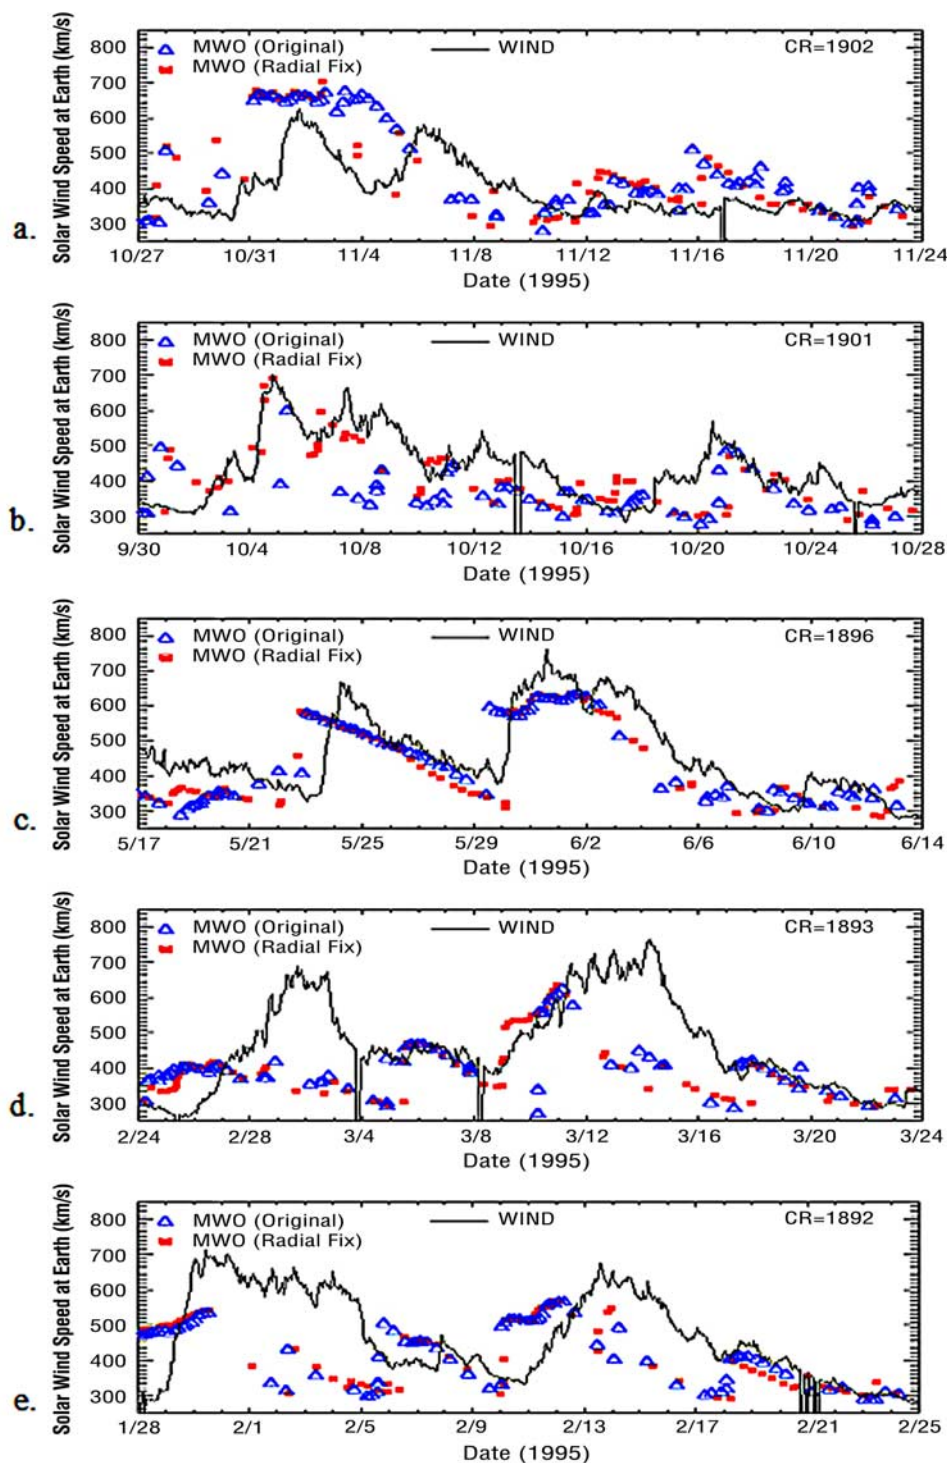 MWO (Original) WIND CR=1902
MWO (Radial Fix)
Solar Wind Speed at Earth (km/s)
800
700
600
500
400
300
a.
10/27 10/31 11/4 11/8 11/12 11/16 11/20 11/24
Date (1995)
MWO (Original) WIND CR=1901
MWO (Radial Fix)
Solar Wind Speed at Earth (km/s)
800
700
600
500
400
300
b.
9/30 10/4 10/8 10/12 10/16 10/20 10/24 10/28
Date (1995)
MWO (Original) WIND CR=1896
MWO (Radial Fix)
Solar Wind Speed at Earth (km/s)
800
700
600
500
400
300
c.
5/17 5/21 5/25 5/29 6/2 6/6 6/10 6/14
Date (1995)
MWO (Original) WIND CR=1893
MWO (Radial Fix)
Solar Wind Speed at Earth (km/s)
800
700
600
500
400
300
d.
2/24 2/28 3/4 3/8 3/12 3/16 3/20 3/24
Date (1995)
MWO (Original) WIND CR=1892
MWO (Radial Fix)
Solar Wind Speed at Earth (km/s)
800
700
600
500
400
300
e.
1/28 2/1 2/5 2/9 2/13 2/17 2/21 2/25
Date (1995)